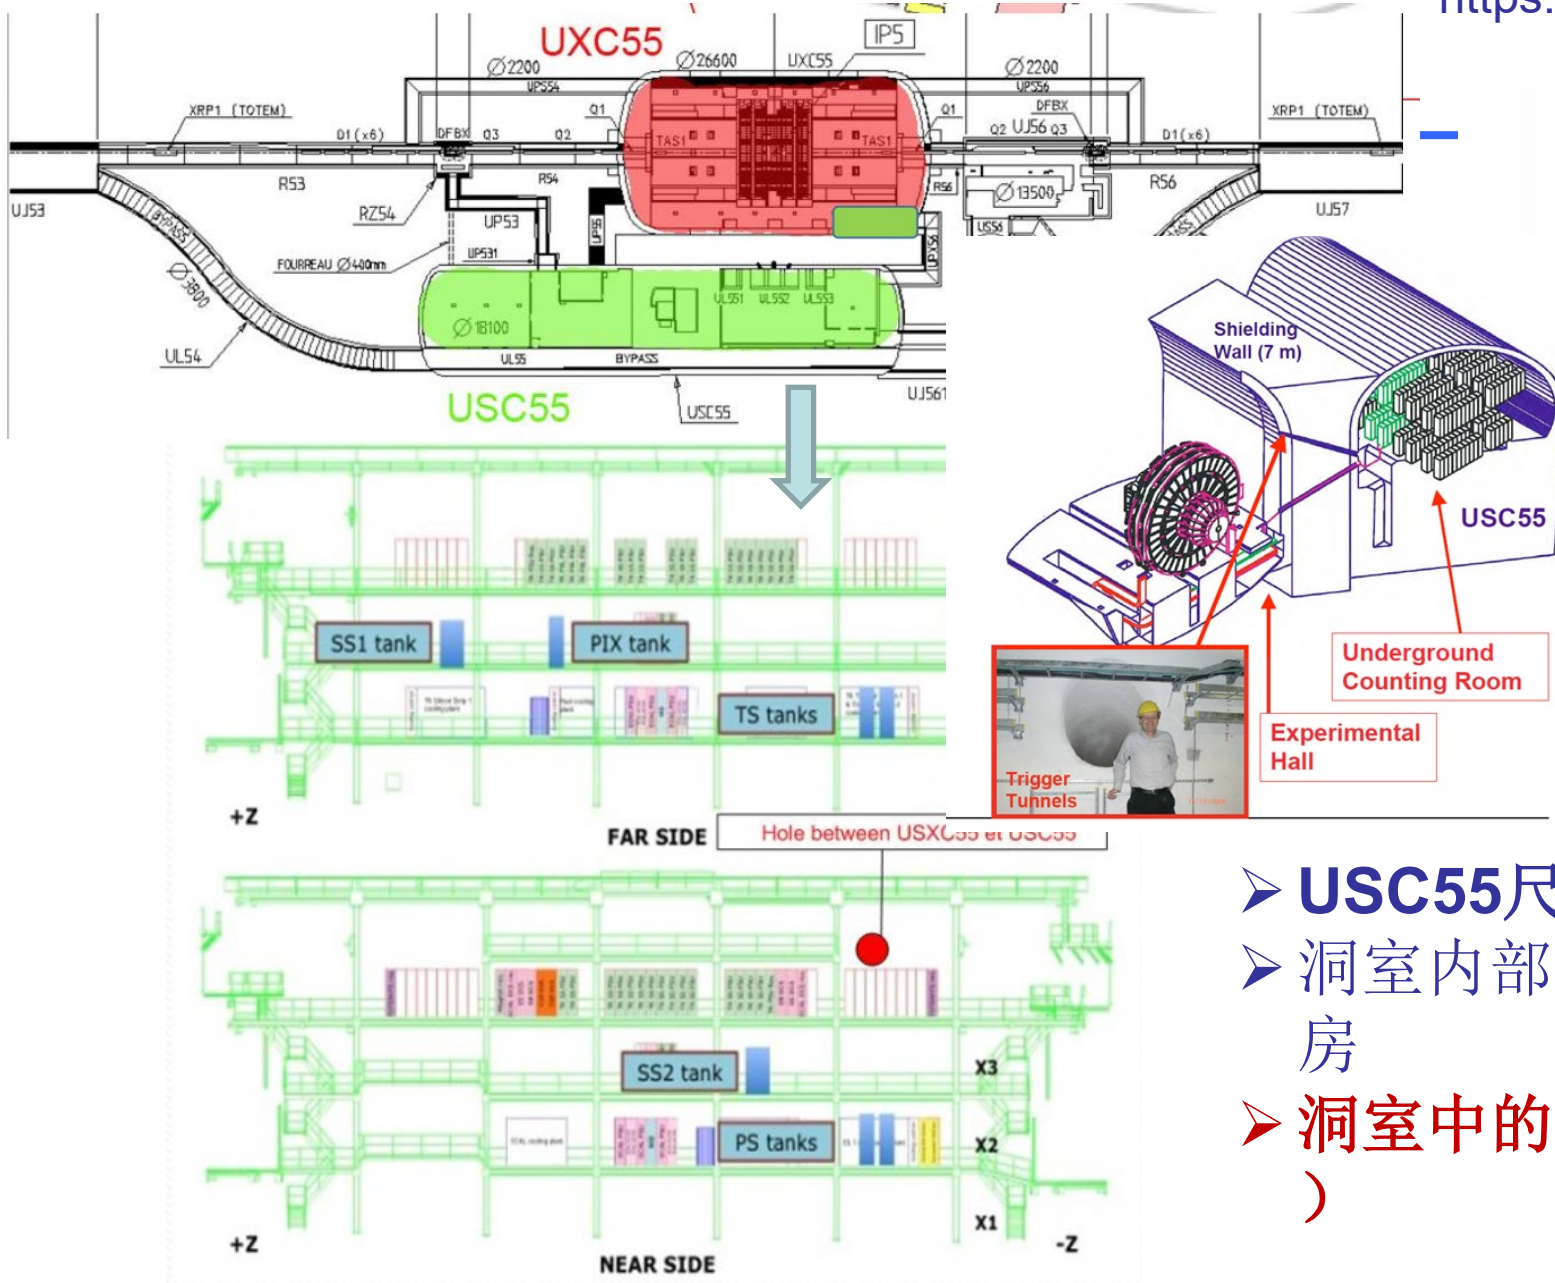 https:
UXC55
IP5
Ø2200
Ø26600
UXC55
Ø2200
UPS54
UPS56
XRP1 (TOTEM)
Q1
Q1
DFBX
XRP1 (TOTEM)
D1(x6)
DFBX
Q3
Q2
TAS1
TAS1
Q2
UJ56
Q3
D1(x6)
R53
R54
R56
Ø13500
R56
UJ53
RZ54
UP53
UP55
US56
UJ57
BYPASS
FOURREAU Ø400mm
UP531
Ø3800
UL551
UL552
UL553
Ø18100
UL54
UL55
BYPASS
UJ561
USC55
USC55
Shielding
Wall (7 m)
USC55
Underground
Counting Room
Experimental
Hall
Trigger
Tunnels
SS1 tank
PIX tank
TS tanks
+Z
FAR SIDE
Hole between USXC55 et USC55
SS2 tank
X3
PS tanks
X2
X1
+Z
-Z
NEAR SIDE
➢ USC55尺
➢ 洞室内部
房
➢ 洞室中的
）